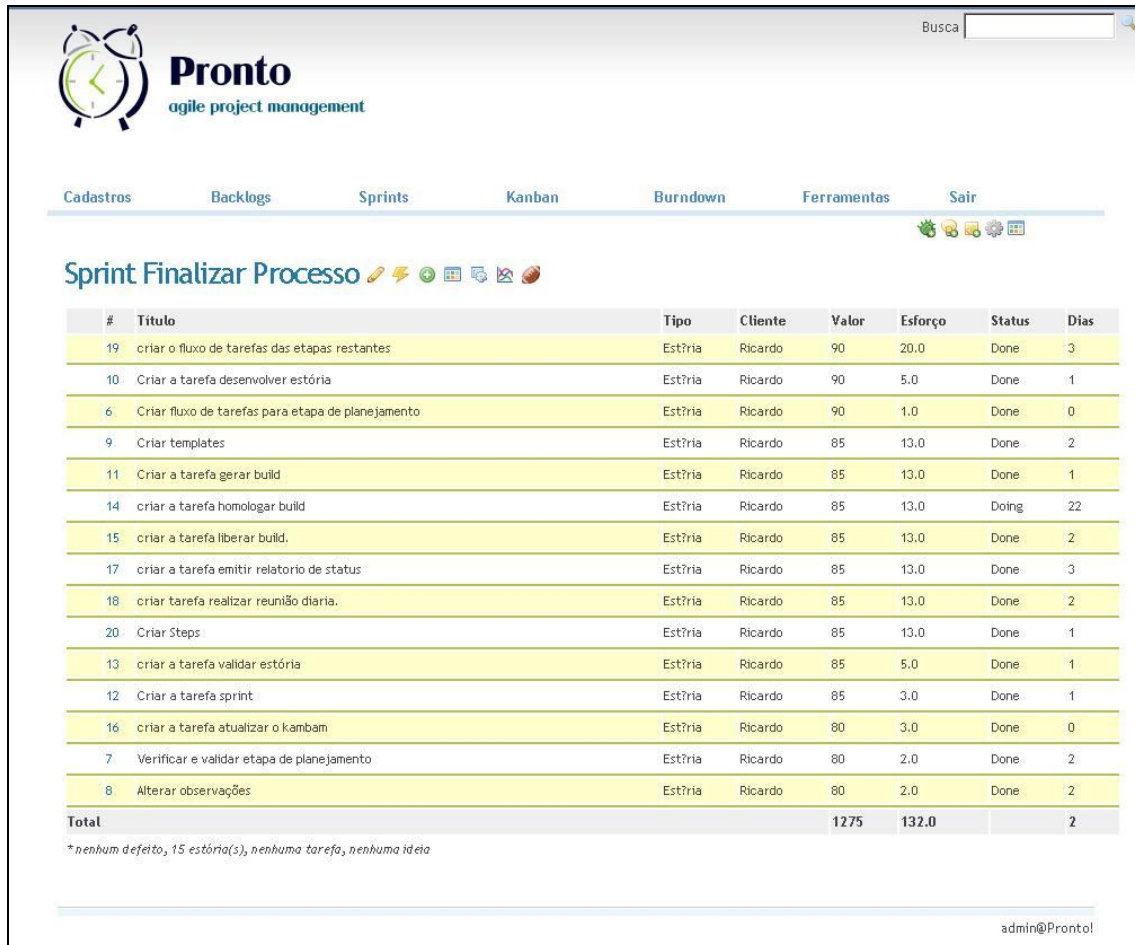 Busca
Pronto
agile project management
Cadastros Backlogs Sprints Kanban Burndown Ferramentas Sair
Sprint Finalizar Processo
# Título Tipo Cliente Valor Esforço Status Dias
19 criar o fluxo de tarefas das etapas restantes Est?ria Ricardo 90 20.0 Done 3
10 Criar a tarefa desenvolver estória Est?ria Ricardo 90 5.0 Done 1
6 Criar fluxo de tarefas para etapa de planejamento Est?ria Ricardo 90 1.0 Done 0
9 Criar templates Est?ria Ricardo 85 13.0 Done 2
11 Criar a tarefa gerar build Est?ria Ricardo 85 13.0 Done 1
14 criar a tarefa homologar build Est?ria Ricardo 85 13.0 Doing 22
15 criar a tarefa liberar build. Est?ria Ricardo 85 13.0 Done 2
17 criar a tarefa emitir relatorio de status Est?ria Ricardo 85 13.0 Done 3
18 criar tarefa realizar reunião diaria. Est?ria Ricardo 85 13.0 Done 2
20 Criar Steps Est?ria Ricardo 85 13.0 Done 1
13 criar a tarefa validar estória Est?ria Ricardo 85 5.0 Done 1
12 Criar a tarefa sprint Est?ria Ricardo 85 3.0 Done 1
16 criar a tarefa atualizar o kambam Est?ria Ricardo 80 3.0 Done 0
7 Verificar e validar etapa de planejamento Est?ria Ricardo 80 2.0 Done 2
8 Alterar observações Est?ria Ricardo 80 2.0 Done 2
Total 1275 132.0 2
* nenhum defeito, 15 estória(s), nenhuma tarefa, nenhuma ideia
admin@Pronto!